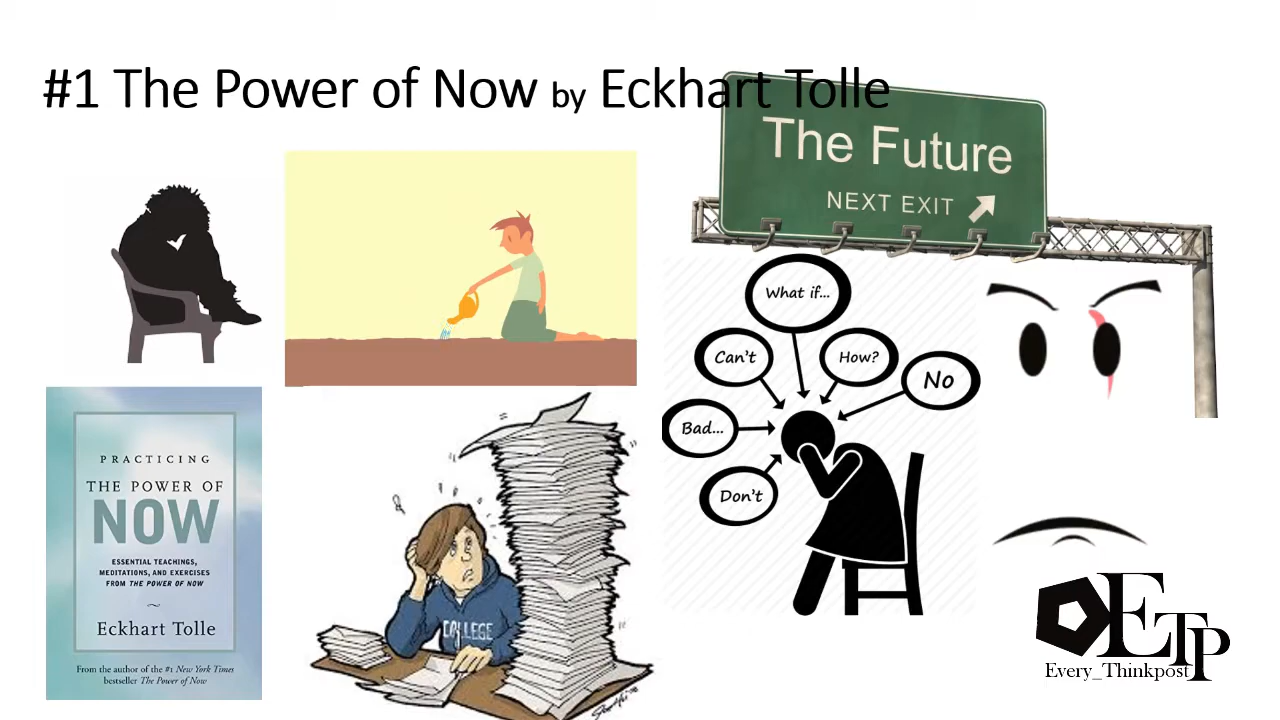 #1 The Power of Now by Eckhart Tolle
The Future
NEXT EXIT
What if...
Can't
How?
No
Bad...
Don't
PRACTICING
THE POWER OF
NOW
ESSENTIAL TEACHINGS,
MEDITATIONS, AND EXERCISES
FROM THE POWER OF NOW
~
Eckhart Tolle
From the author of the #1 New York Times
bestseller The Power of Now
COLLEGE
ETP
Every_Thinkpost